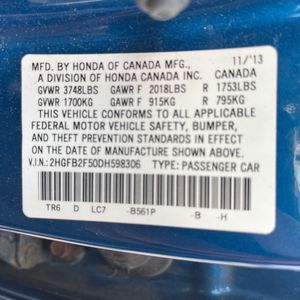 MFD. BY HONDA OF CANADA MFG., 11/'13
A DIVISION OF HONDA CANADA INC. CANADA
GVWR 3748LBS GAWR F 2018LBS R 1753LBS
GVWR 1700KG GAWR F 915KG R 795KG
THIS VEHICLE CONFORMS TO ALL APPLICABLE
FEDERAL MOTOR VEHICLE SAFETY, BUMPER,
AND THEFT PREVENTION STANDARDS IN EFFECT
ON THE DATE OF MANUFACTURE SHOWN ABOVE.
V.I.N: 2HGFB2F50DH598306 TYPE: PASSENGER CAR
TR6 D LC7 -B561P -B -H